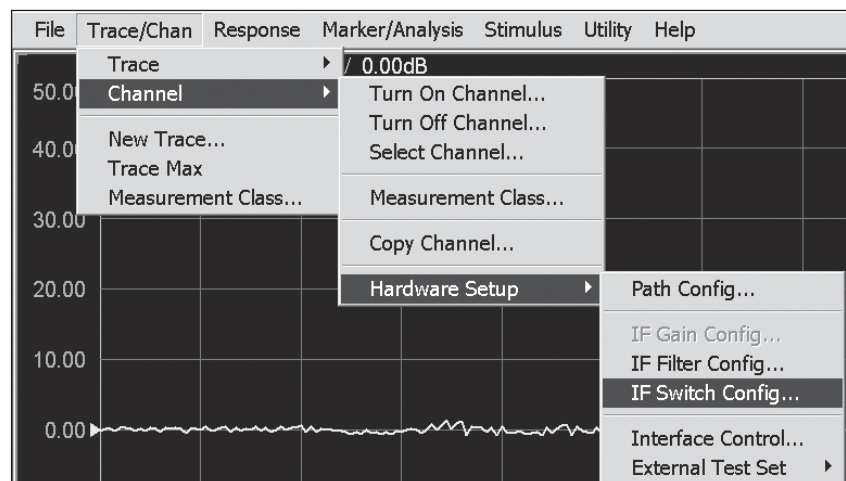 File Trace/Chan Response Marker/Analysis Stimulus Utility Help
Trace
/ 0.00dB
Channel
New Trace...
Trace Max
Measurement Class...
Turn On Channel...
Turn Off Channel...
Select Channel...
Measurement Class...
Copy Channel...
Hardware Setup
Path Config...
IF Gain Config...
IF Filter Config...
IF Switch Config...
Interface Control...
External Test Set
50.0
40.0
30.00
20.00
10.00
0.00